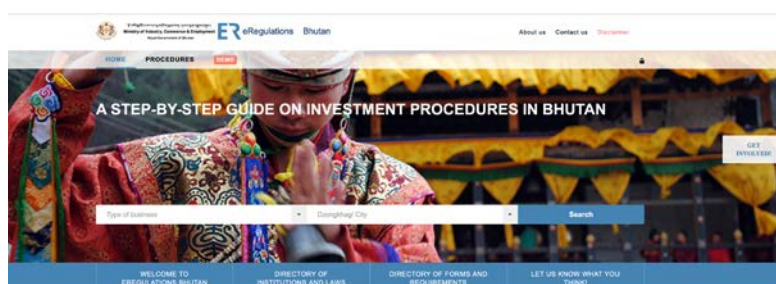 Ministry of Industry, Commerce & Employment
Royal Government of Bhutan
ER eRegulations Bhutan
About us Contact us Disclaimer
HOME PROCEDURES NEWS
A STEP-BY-STEP GUIDE ON INVESTMENT PROCEDURES IN BHUTAN
GET
INVOLVED!
Type of business
Dzongkhag/ City
Search
WELCOME TO
EREGULATIONS BHUTAN
DIRECTORY OF
INSTITUTIONS AND LAWS
DIRECTORY OF FORMS AND
REQUIREMENTS
LET US KNOW WHAT YOU
THINK!